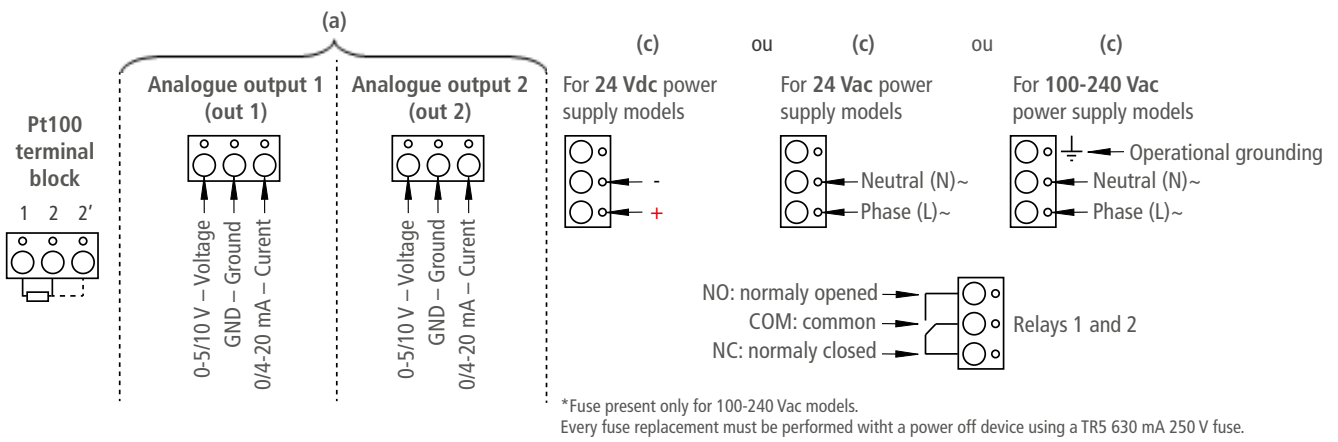 (a)
Analogue output 1
(out 1)
Analogue output 2
(out 2)
Pt100
terminal
block
1 2 2’
0-5/10 V – Voltage
GND – Ground
0/4-20 mA – Curent
0-5/10 V – Voltage
GND – Ground
0/4-20 mA – Curent
(c) ou (c) ou (c)
For 24 Vdc power
supply models
-
+
For 24 Vac power
supply models
Neutral (N)~
Phase (L)~
For 100-240 Vac
power supply models
Operational grounding
Neutral (N)~
Phase (L)~
NO: normaly opened
COM: common
NC: normaly closed
Relays 1 and 2
*Fuse present only for 100-240 Vac models.
Every fuse replacement must be performed witht a power off device using a TR5 630 mA 250 V fuse.